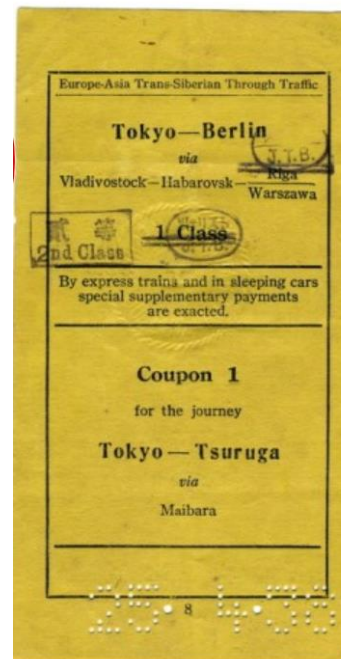 Europe-Asia Trans-Siberian Through Traffic
Tokyo—Berlin
J.T.B.
via
Vladivostock—Habarovsk—Riga
Warszawa
貳等
2nd Class
1 Class
J.T.B.
By express trains and in sleeping cars
special supplementary payments
are exacted.
Coupon 1
for the journey
Tokyo—Tsuruga
via
Maibara
8